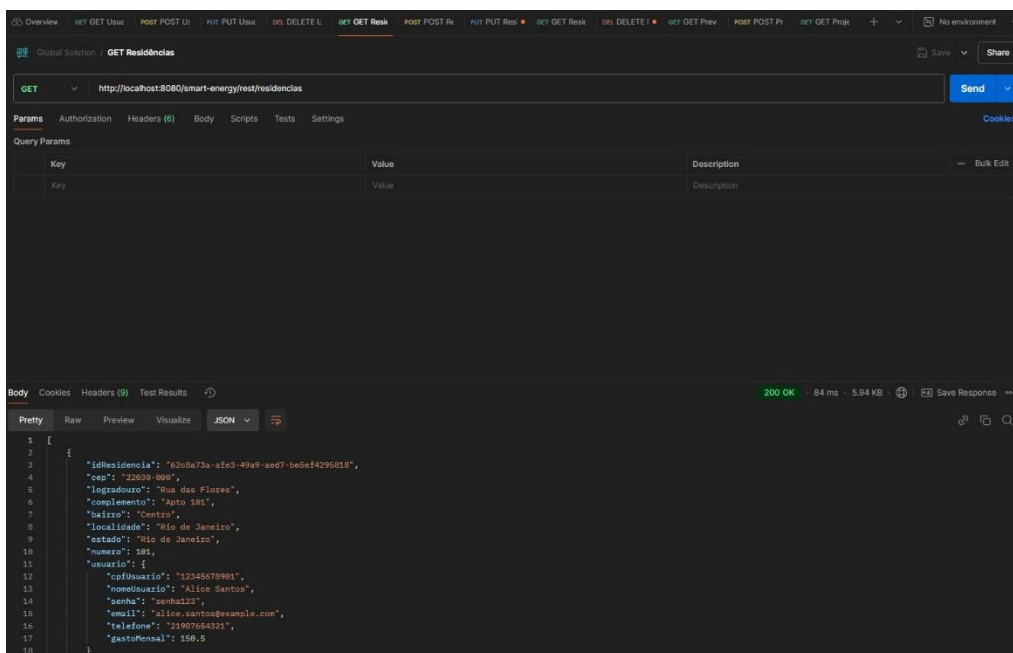 Overview GET GET Usua POST POST U: PUT PUT Usua DEL DELETE U GET GET Resid POST POST Re PUT PUT Resi GET GET Resid DEL DELETE GET GET Prev POST POST Pr GET GET Proje + No environment
HTTP Global Solution / GET Residências Save Share
GET http://localhost:8080/smart-energy/rest/residencias Send
Params Authorization Headers (6) Body Scripts Tests Settings Cookies
Query Params
Key Value Description ••• Bulk Edit
Key Value Description
Body Cookies Headers (9) Test Results 200 OK 84 ms 5.94 KB Save Response •••
Pretty Raw Preview Visualize JSON
1 [
2 {
3 "idResidencia": "62c8a73a-afe3-49a9-aed7-be5ef4295818",
4 "cep": "22030-000",
5 "logradouro": "Rua das Flores",
6 "complemento": "Apto 101",
7 "bairro": "Centro",
8 "localidade": "Rio de Janeiro",
9 "estado": "Rio de Janeiro",
10 "numero": 101,
11 "usuario": {
12 "cpfUsuario": "12345678901",
13 "nomeUsuario": "Alice Santos",
14 "senha": "senha123",
15 "email": "alice.santos@example.com",
16 "telefone": "21987654321",
17 "gastoMensal": 150.5
18 }